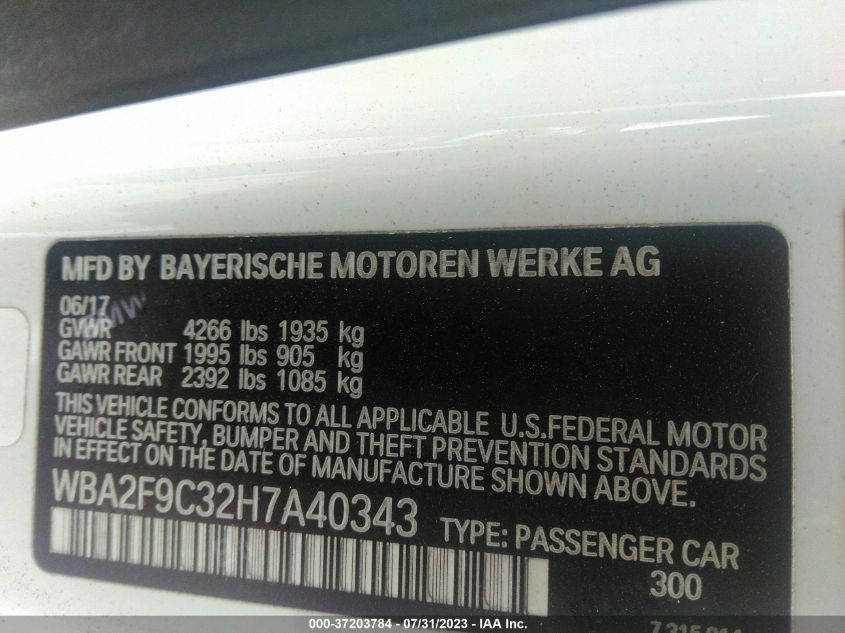 MFD BY BAYERISCHE MOTOREN WERKE AG
06/17
GVWR 4266 lbs 1935 kg
GAWR FRONT 1995 lbs 905 kg
GAWR REAR 2392 lbs 1085 kg
THIS VEHICLE CONFORMS TO ALL APPLICABLE U.S.FEDERAL MOTOR
VEHICLE SAFETY, BUMPER AND THEFT PREVENTION STANDARDS
IN EFFECT ON THE DATE OF MANUFACTURE SHOWN ABOVE.
WBA2F9C32H7A40343 TYPE: PASSENGER CAR
300
000-37203784 / 07/31/2023 - IAA Inc.